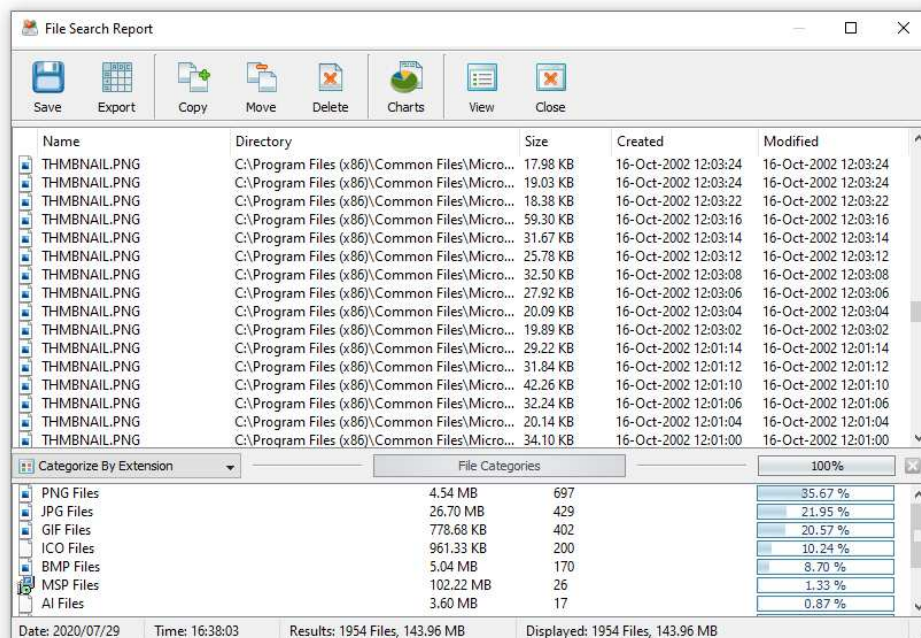 File Search Report
Save Export Copy Move Delete Charts View Close
Name Directory Size Created Modified
THMBNAIL.PNG C:\Program Files (x86)\Common Files\Micro... 17.98 KB 16-Oct-2002 12:03:24 16-Oct-2002 12:03:24
THMBNAIL.PNG C:\Program Files (x86)\Common Files\Micro... 19.03 KB 16-Oct-2002 12:03:24 16-Oct-2002 12:03:24
THMBNAIL.PNG C:\Program Files (x86)\Common Files\Micro... 18.38 KB 16-Oct-2002 12:03:22 16-Oct-2002 12:03:22
THMBNAIL.PNG C:\Program Files (x86)\Common Files\Micro... 59.30 KB 16-Oct-2002 12:03:16 16-Oct-2002 12:03:16
THMBNAIL.PNG C:\Program Files (x86)\Common Files\Micro... 31.67 KB 16-Oct-2002 12:03:14 16-Oct-2002 12:03:14
THMBNAIL.PNG C:\Program Files (x86)\Common Files\Micro... 25.78 KB 16-Oct-2002 12:03:12 16-Oct-2002 12:03:12
THMBNAIL.PNG C:\Program Files (x86)\Common Files\Micro... 32.50 KB 16-Oct-2002 12:03:08 16-Oct-2002 12:03:08
THMBNAIL.PNG C:\Program Files (x86)\Common Files\Micro... 27.92 KB 16-Oct-2002 12:03:06 16-Oct-2002 12:03:06
THMBNAIL.PNG C:\Program Files (x86)\Common Files\Micro... 20.09 KB 16-Oct-2002 12:03:04 16-Oct-2002 12:03:04
THMBNAIL.PNG C:\Program Files (x86)\Common Files\Micro... 19.89 KB 16-Oct-2002 12:03:02 16-Oct-2002 12:03:02
THMBNAIL.PNG C:\Program Files (x86)\Common Files\Micro... 29.22 KB 16-Oct-2002 12:01:14 16-Oct-2002 12:01:14
THMBNAIL.PNG C:\Program Files (x86)\Common Files\Micro... 31.84 KB 16-Oct-2002 12:01:12 16-Oct-2002 12:01:12
THMBNAIL.PNG C:\Program Files (x86)\Common Files\Micro... 42.26 KB 16-Oct-2002 12:01:10 16-Oct-2002 12:01:10
THMBNAIL.PNG C:\Program Files (x86)\Common Files\Micro... 32.24 KB 16-Oct-2002 12:01:06 16-Oct-2002 12:01:06
THMBNAIL.PNG C:\Program Files (x86)\Common Files\Micro... 20.14 KB 16-Oct-2002 12:01:04 16-Oct-2002 12:01:04
THMBNAIL.PNG C:\Program Files (x86)\Common Files\Micro... 34.10 KB 16-Oct-2002 12:01:00 16-Oct-2002 12:01:00
Categorize By Extension File Categories 100%
PNG Files 4.54 MB 697 35.67 %
JPG Files 26.70 MB 429 21.95 %
GIF Files 778.68 KB 402 20.57 %
ICO Files 961.33 KB 200 10.24 %
BMP Files 5.04 MB 170 8.70 %
MSP Files 102.22 MB 26 1.33 %
AI Files 3.60 MB 17 0.87 %
Date: 2020/07/29 Time: 16:38:03 Results: 1954 Files, 143.96 MB Displayed: 1954 Files, 143.96 MB